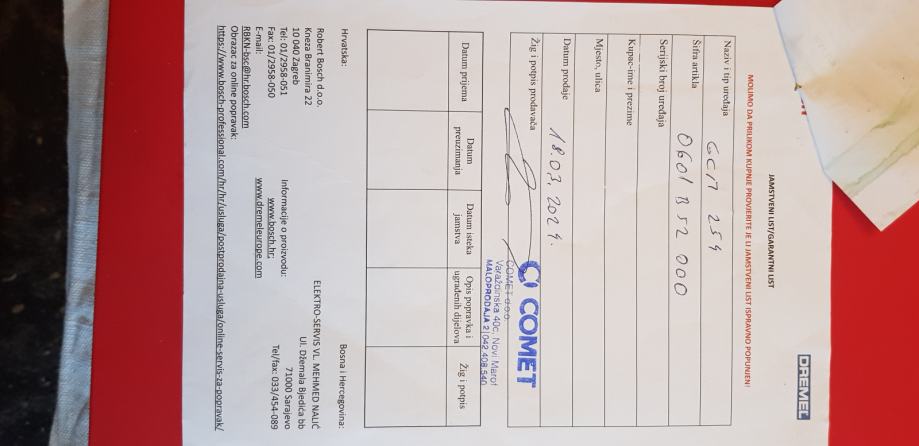 DREMEL
JAMSTVENI LIST/GARANTNI LIST
MOLIMO DA PRILIKOM KUPNJE PROVJERITE JE LI JAMSTVENI LIST ISPRAVNO POPUNJEN!
Naziv i tip uređaja GCM 254
Šifra artikla 0601 B 52 000
Serijski broj uređaja
Kupac-ime i prezime
Mjesto, ulica
Datum prodaje 18.03.2024.
Žig i potpis prodavača
COMET
COMET d.o.o.
Varaždinska 40c, Novi Marof
MALOPRODAJA 2 | 042 408 540
Datum prijema Datum preuzimanja Datum isteka jamstva Opis popravka i ugrađenih dijelova Žig i potpis
Hrvatska:
Robert Bosch d.o.o.
Kneza Branimira 22
10 040 Zagreb
Tel: 01/2958-051
Fax: 01/2958-050
E-mail:
RBKN-bsc@hr.bosch.com
Obrazac za online popravak:
https://www.bosch-professional.com/hr/hr/usluga/postprodajna-usluga/online-servis-za-popravak/
Informacije o proizvodu:
www.bosch.hr;
www.dremeleurope.com
Bosna i Hercegovina:
ELEKTRO-SERVIS VL. MEHMED NALIĆ
Ul. Džemala Bjedića bb
71000 Sarajevo
Tel/fax: 033/454-089